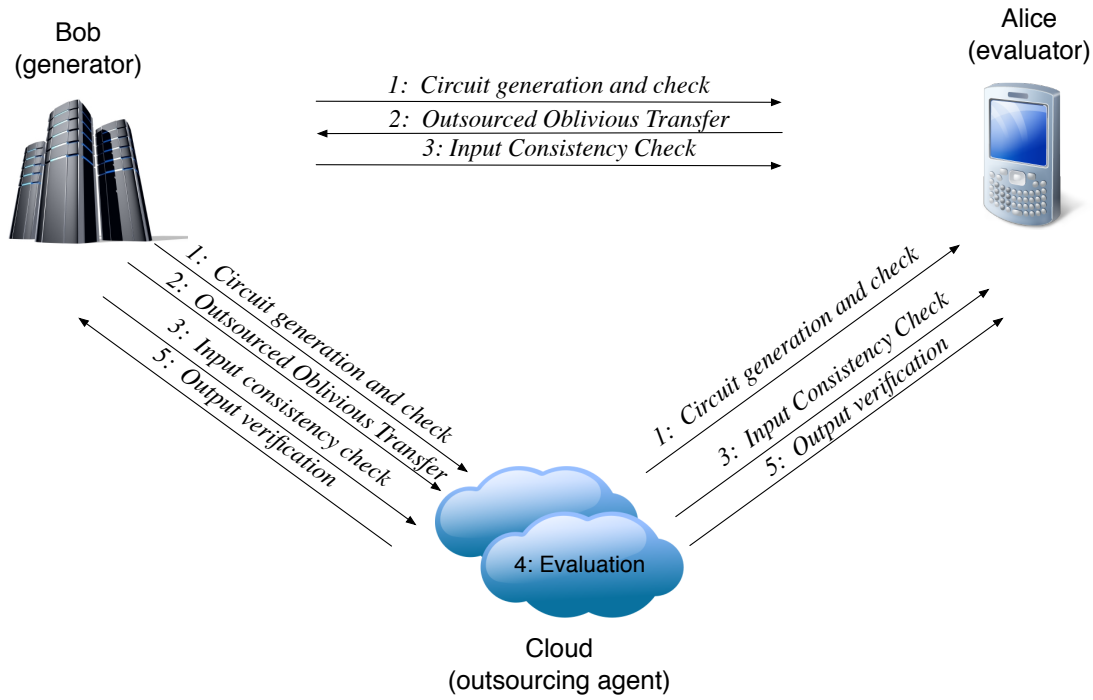 Bob
(generator)
Alice
(evaluator)
1: Circuit generation and check
2: Outsourced Oblivious Transfer
3: Input Consistency Check
1: Circuit generation and check
2: Outsourced Oblivious Transfer
3: Input consistency check
5: Output verification
1: Circuit generation and check
3: Input Consistency Check
5: Output verification
4: Evaluation
Cloud
(outsourcing agent)